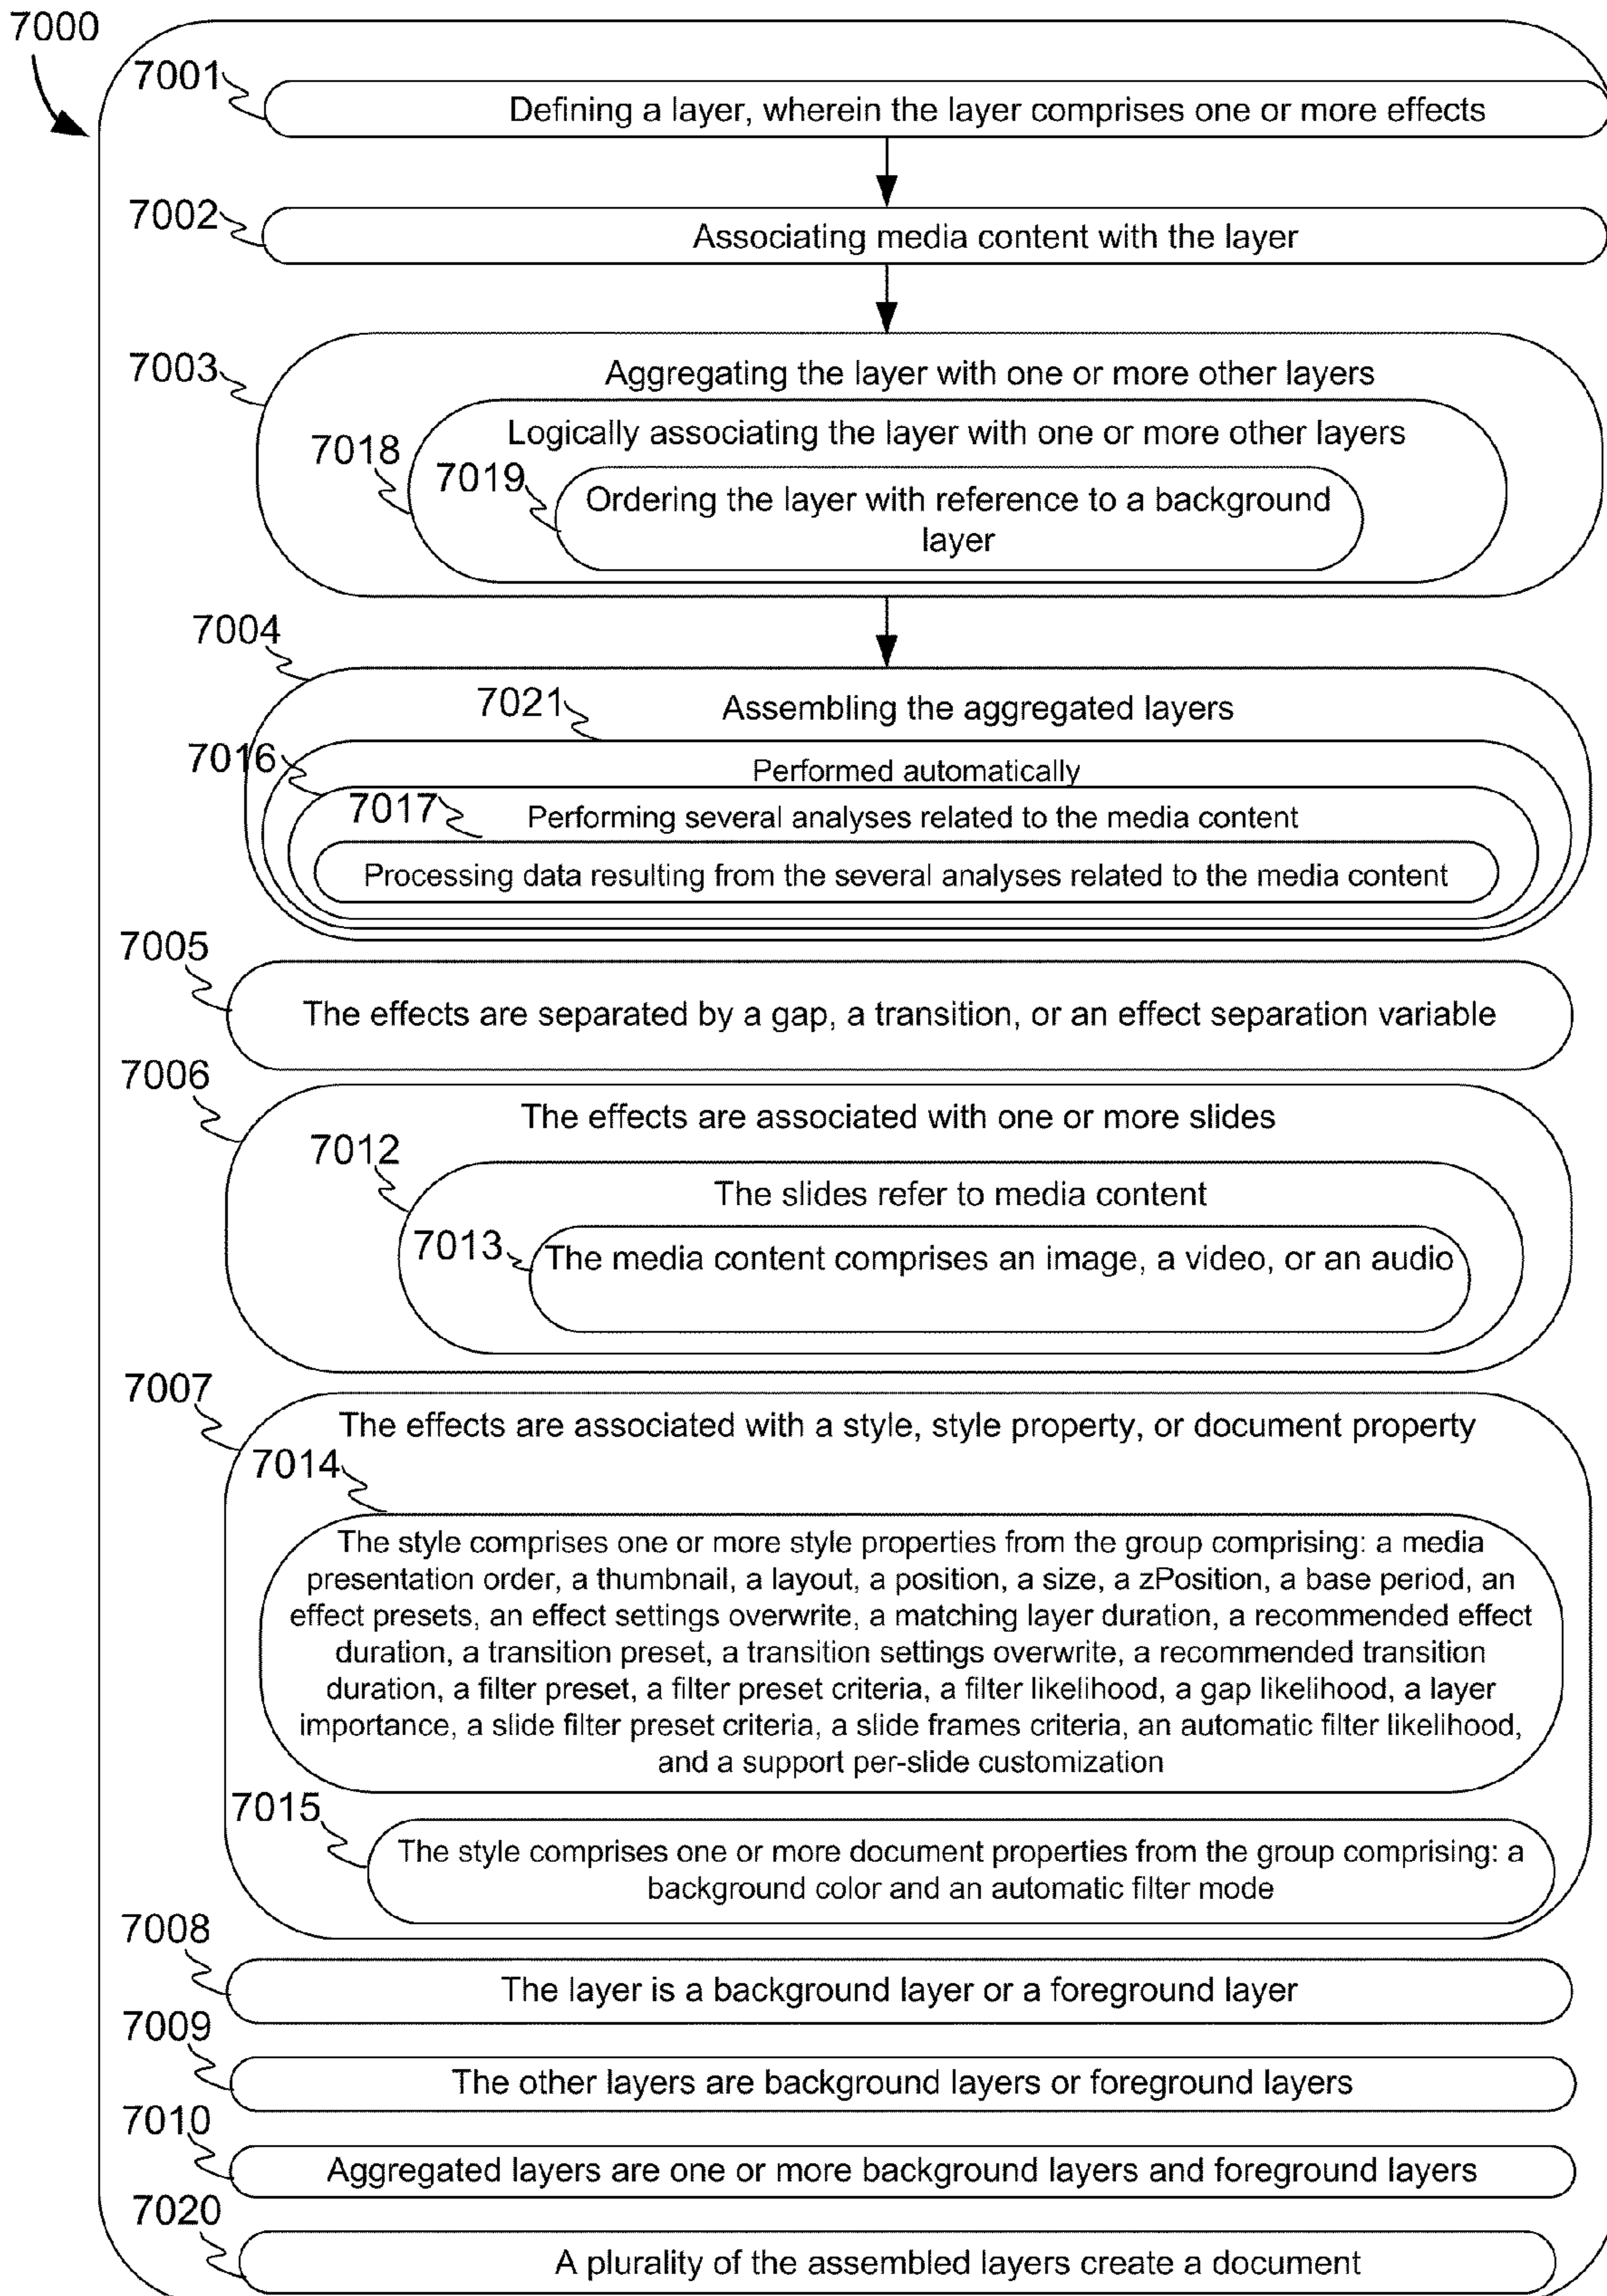 7000
7001
Defining a layer, wherein the layer comprises one or more effects
7002
Associating media content with the layer
7003
Aggregating the layer with one or more other layers
7018
Logically associating the layer with one or more other layers
7019
Ordering the layer with reference to a background
layer
7004
7021
Assembling the aggregated layers
7016
Performed automatically
7017
Performing several analyses related to the media content
Processing data resulting from the several analyses related to the media content
7005
The effects are separated by a gap, a transition, or an effect separation variable
7006
The effects are associated with one or more slides
7012
The slides refer to media content
7013
The media content comprises an image, a video, or an audio
7007
The effects are associated with a style, style property, or document property
7014
The style comprises one or more style properties from the group comprising: a media
presentation order, a thumbnail, a layout, a position, a size, a zPosition, a base period, an
effect presets, an effect settings overwrite, a matching layer duration, a recommended effect
duration, a transition preset, a transition settings overwrite, a recommended transition
duration, a filter preset, a filter preset criteria, a filter likelihood, a gap likelihood, a layer
importance, a slide filter preset criteria, a slide frames criteria, an automatic filter likelihood,
and a support per-slide customization
7015
The style comprises one or more document properties from the group comprising: a
background color and an automatic filter mode
7008
The layer is a background layer or a foreground layer
7009
The other layers are background layers or foreground layers
7010
Aggregated layers are one or more background layers and foreground layers
7020
A plurality of the assembled layers create a document